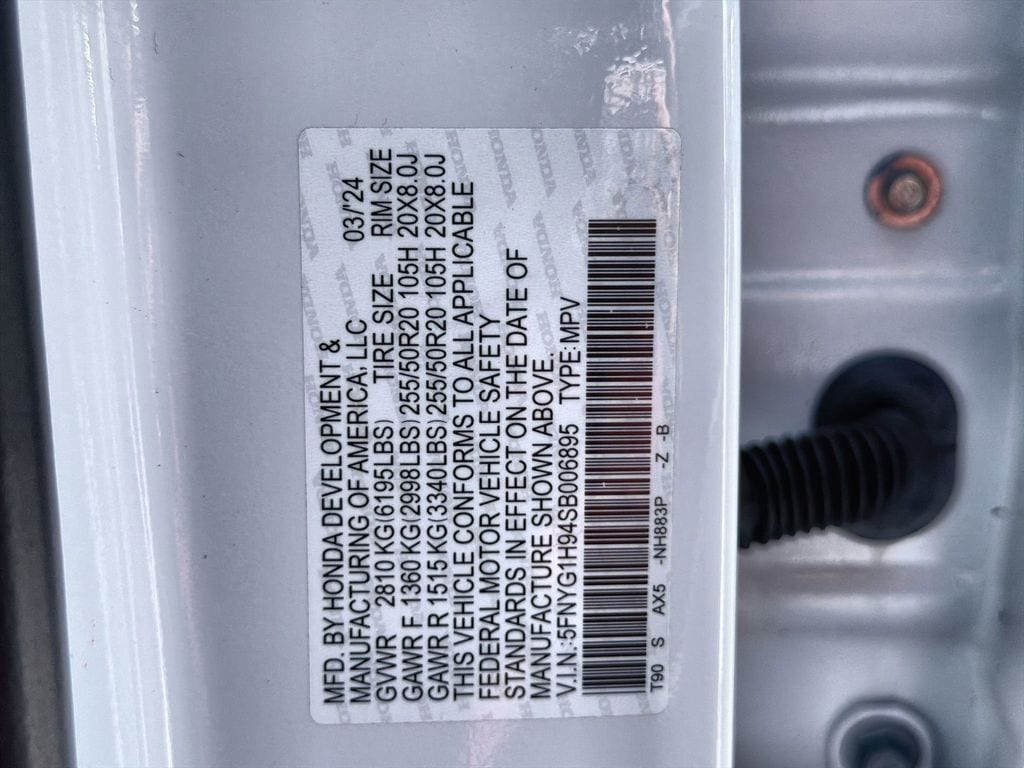 MFD. BY HONDA DEVELOPMENT &
MANUFACTURING OF AMERICA, LLC 03/'24
GVWR 2810 KG(6195LBS) TIRE SIZE RIM SIZE
GAWR F 1360 KG(2998LBS) 255/50R20 105H 20X8.0J
GAWR R 1515 KG(3340LBS) 255/50R20 105H 20X8.0J
THIS VEHICLE CONFORMS TO ALL APPLICABLE
FEDERAL MOTOR VEHICLE SAFETY
STANDARDS IN EFFECT ON THE DATE OF
MANUFACTURE SHOWN ABOVE.
V.I.N.:5FNYG1H94SB006895 TYPE:MPV
T90 S AX5 -NH883P -Z -B